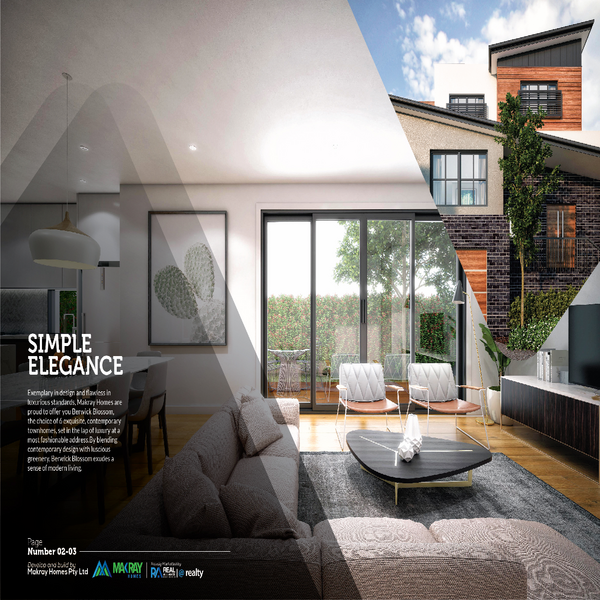 SIMPLE
ELEGANCE
Exemplary in design and flawless in
luxurious standards, Makray Homes are
proud to offer you Berwick Blossom,
the choice of 6 exquisite, contemporary
townhomes, set in the lap of luxury at a
most fashionable address.By blending
contemporary design with luscious
greenery, Berwick Blossom exudes a
sense of modern living.
Page
Number 02-03
Develop and build by
Makray Homes Pty Ltd
MAKRAY
HOMES
RA REAL
@ realty